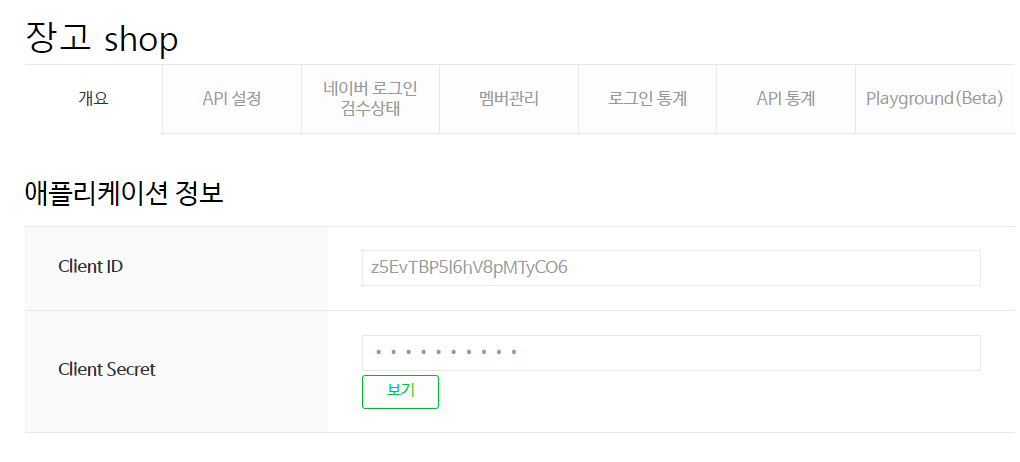 장고 shop
개요
API 설정
네이버 로그인
검수상태
멤버관리
로그인 통계
API 통계
Playground(Beta)
애플리케이션 정보
Client ID
z5EvTBP5l6hV8pMTyCO6
Client Secret
••••••••••
보기